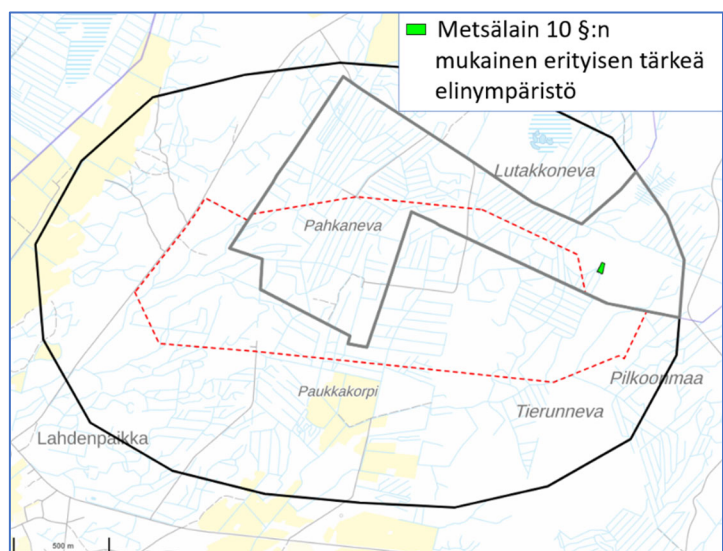 Metsälain 10 §:n
mukainen erityisen tärkeä
elinympäristö
Lutakkoneva
Pahkaneva
Pilkoonmaa
Paukkakorpi
Tierunneva
Lahdenpaikka
500 m